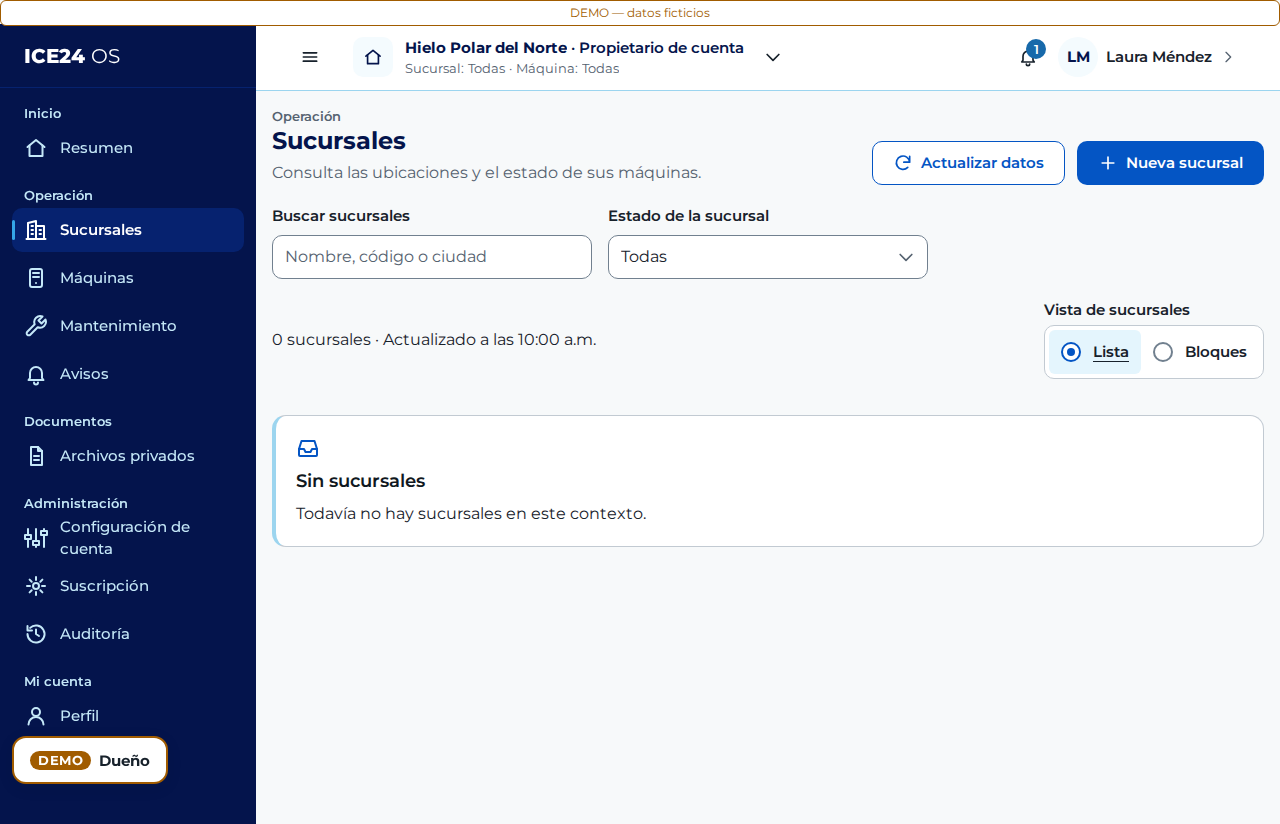 DEMO — datos ficticios
ICE24 OS
Inicio
Resumen
Operación
Sucursales
Máquinas
Mantenimiento
Avisos
Documentos
Archivos privados
Administración
Configuración de
cuenta
Suscripción
Auditoría
Mi cuenta
Perfil
DEMO Dueño
Hielo Polar del Norte · Propietario de cuenta
Sucursal: Todas · Máquina: Todas
1
LM Laura Méndez
Operación
Sucursales
Consulta las ubicaciones y el estado de sus máquinas.
Actualizar datos
Nueva sucursal
Buscar sucursales
Nombre, código o ciudad
Estado de la sucursal
Todas
0 sucursales · Actualizado a las 10:00 a.m.
Vista de sucursales
Lista
Bloques
Sin sucursales
Todavía no hay sucursales en este contexto.